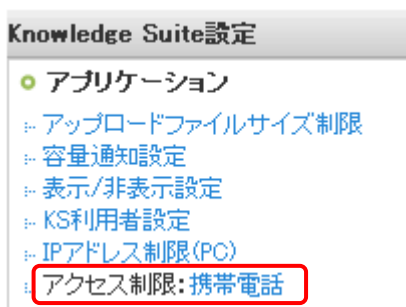 Knowledge Suite設定
アプリケーション
アップロードファイルサイズ制限
容量通知設定
表示/非表示設定
KS利用者設定
IPアドレス制限(PC)
アクセス制限:携帯電話